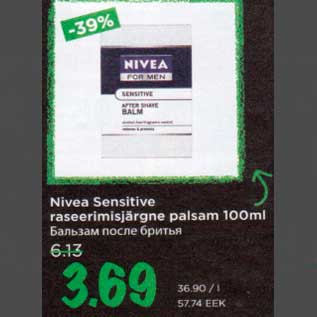 -39%
NIVEA
FOR MEN
SENSITIVE
AFTER SHAVE
BALM
Nivea Sensitive
raseerimisjärgne palsam 100ml
Бальзам после бритья
6.13
3.69
36.90 / l
57.74 EEK